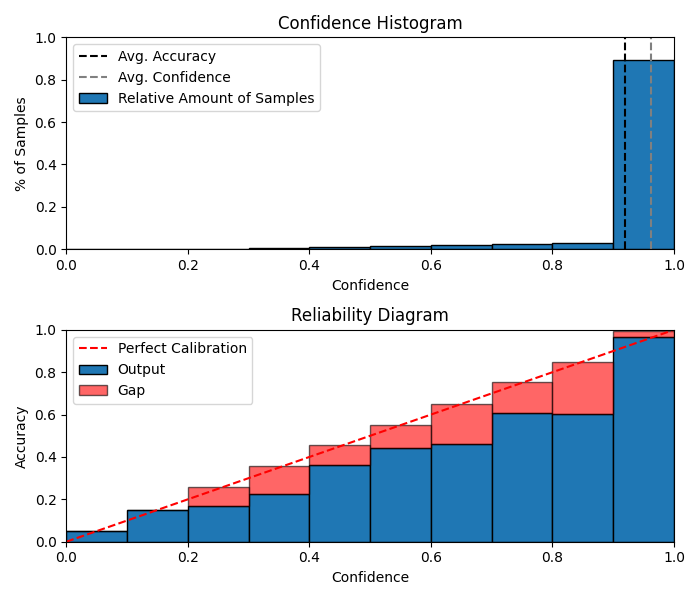 Confidence Histogram
1.0
0.8
0.6
0.4
0.2
0.0
% of Samples
Avg. Accuracy
Avg. Confidence
Relative Amount of Samples
0.0 0.2 0.4 0.6 0.8 1.0
Confidence
Reliability Diagram
1.0
0.8
0.6
0.4
0.2
0.0
Accuracy
Perfect Calibration
Output
Gap
0.0 0.2 0.4 0.6 0.8 1.0
Confidence